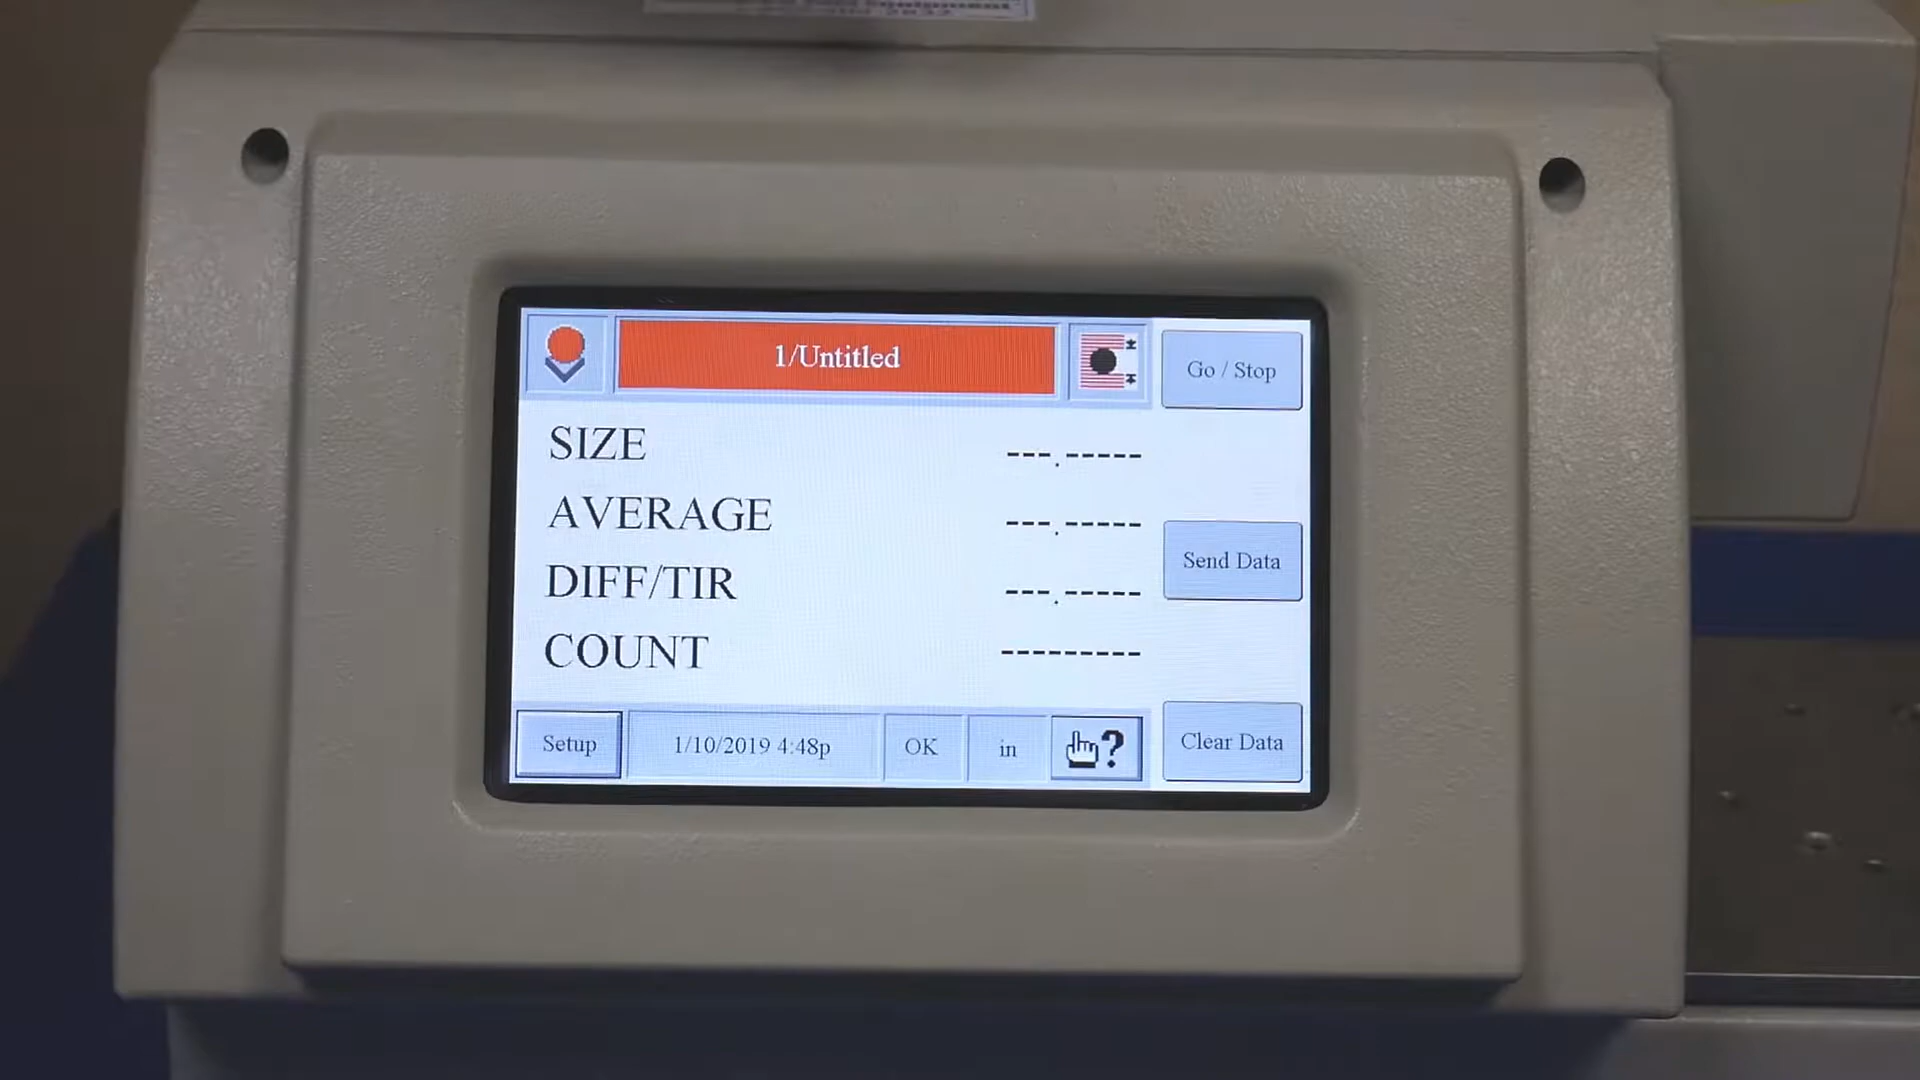 Equipment
1/Untitled
Go / Stop
SIZE ---.-----
AVERAGE ---.-----
Send Data
DIFF/TIR ---.-----
COUNT ---------
Setup 1/10/2019 4:48p OK in ? Clear Data